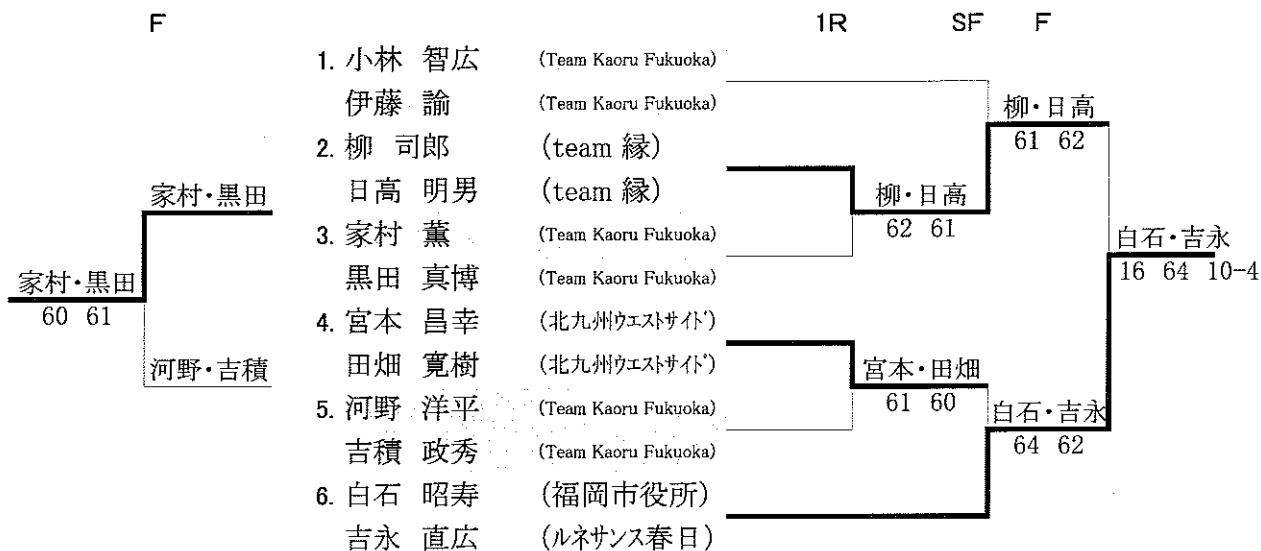 F 1R SF F
1. 小林 智広 (Team Kaoru Fukuoka)
伊藤 諭 (Team Kaoru Fukuoka)
柳・日高
61 62
2. 柳 司郎 (team 縁)
日高 明男 (team 縁)
家村・黒田
柳・日高
62 61
3. 家村 薫 (Team Kaoru Fukuoka)
白石・吉永
16 64 10-4
黒田 真博 (Team Kaoru Fukuoka)
家村・黒田
60 61
4. 宮本 昌幸 (北九州ウエストサイド)
田畑 寛樹 (北九州ウエストサイド)
河野・吉積
宮本・田畑
61 60
5. 河野 洋平 (Team Kaoru Fukuoka)
白石・吉永
64 62
吉積 政秀 (Team Kaoru Fukuoka)
6. 白石 昭寿 (福岡市役所)
吉永 直広 (ルネサンス春日)